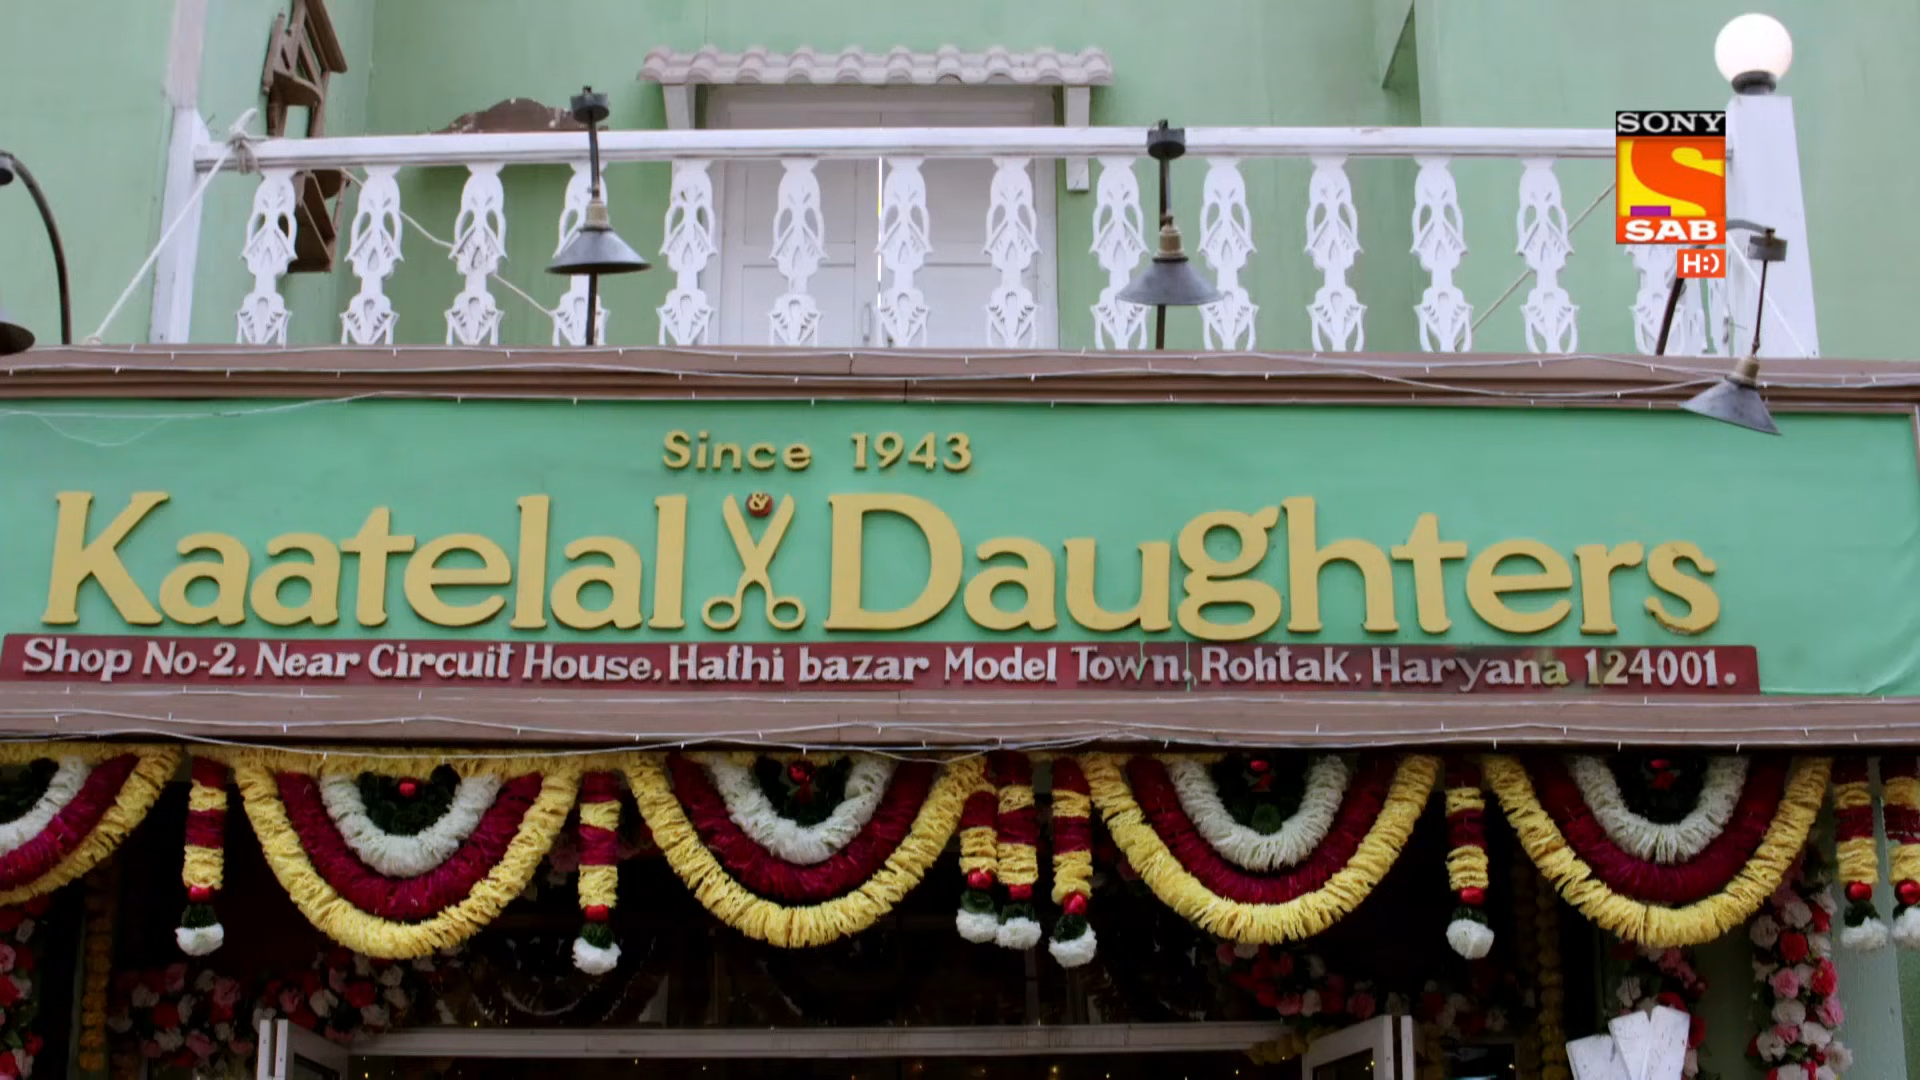 SONY
SAB
H:)
Since 1943
Kaatelal & Daughters
Shop No-2, Near Circuit House, Hathi bazar Model Town, Rohtak, Haryana 124001.